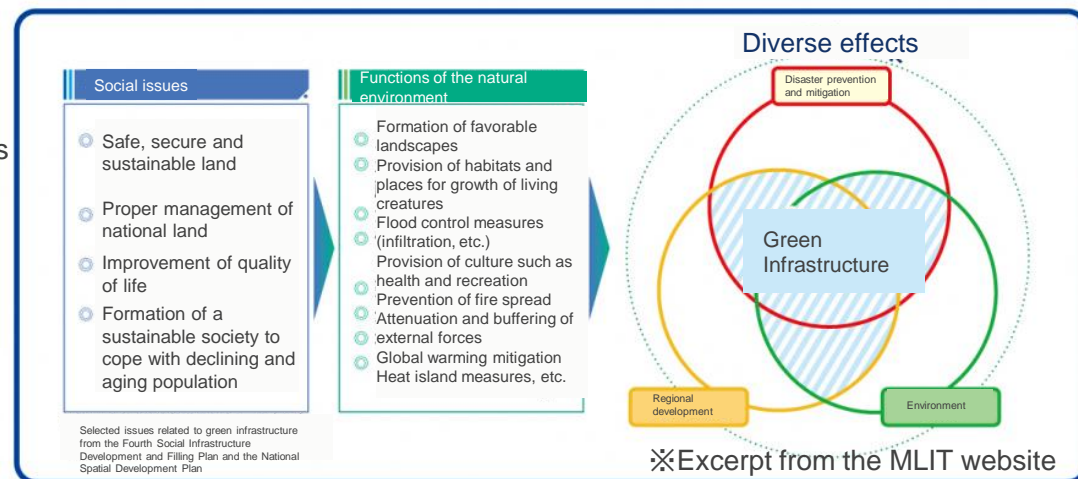 s
Social issues
Safe, secure and
sustainable land
Proper management of
national land
Improvement of quality
of life
Formation of a
sustainable society to
cope with declining and
aging population
Selected issues related to green infrastructure
from the Fourth Social Infrastructure
Development and Filling Plan and the National
Spatial Development Plan
Functions of the natural
environment
Formation of favorable
landscapes
Provision of habitats and
places for growth of living
creatures
Flood control measures
(infiltration, etc.)
Provision of culture such as
health and recreation
Prevention of fire spread
Attenuation and buffering of
external forces
Global warming mitigation
Heat island measures, etc.
Diverse effects
Disaster prevention
and mitigation
Green
Infrastructure
Regional
development
Environment
※Excerpt from the MLIT website